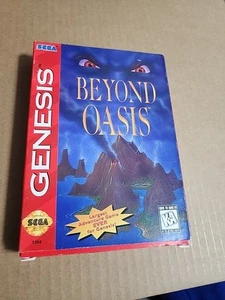 SEGA
GENESIS
BEYOND
OASIS
Largest
Adventure Game
EVER
for Genesis!
SEGA